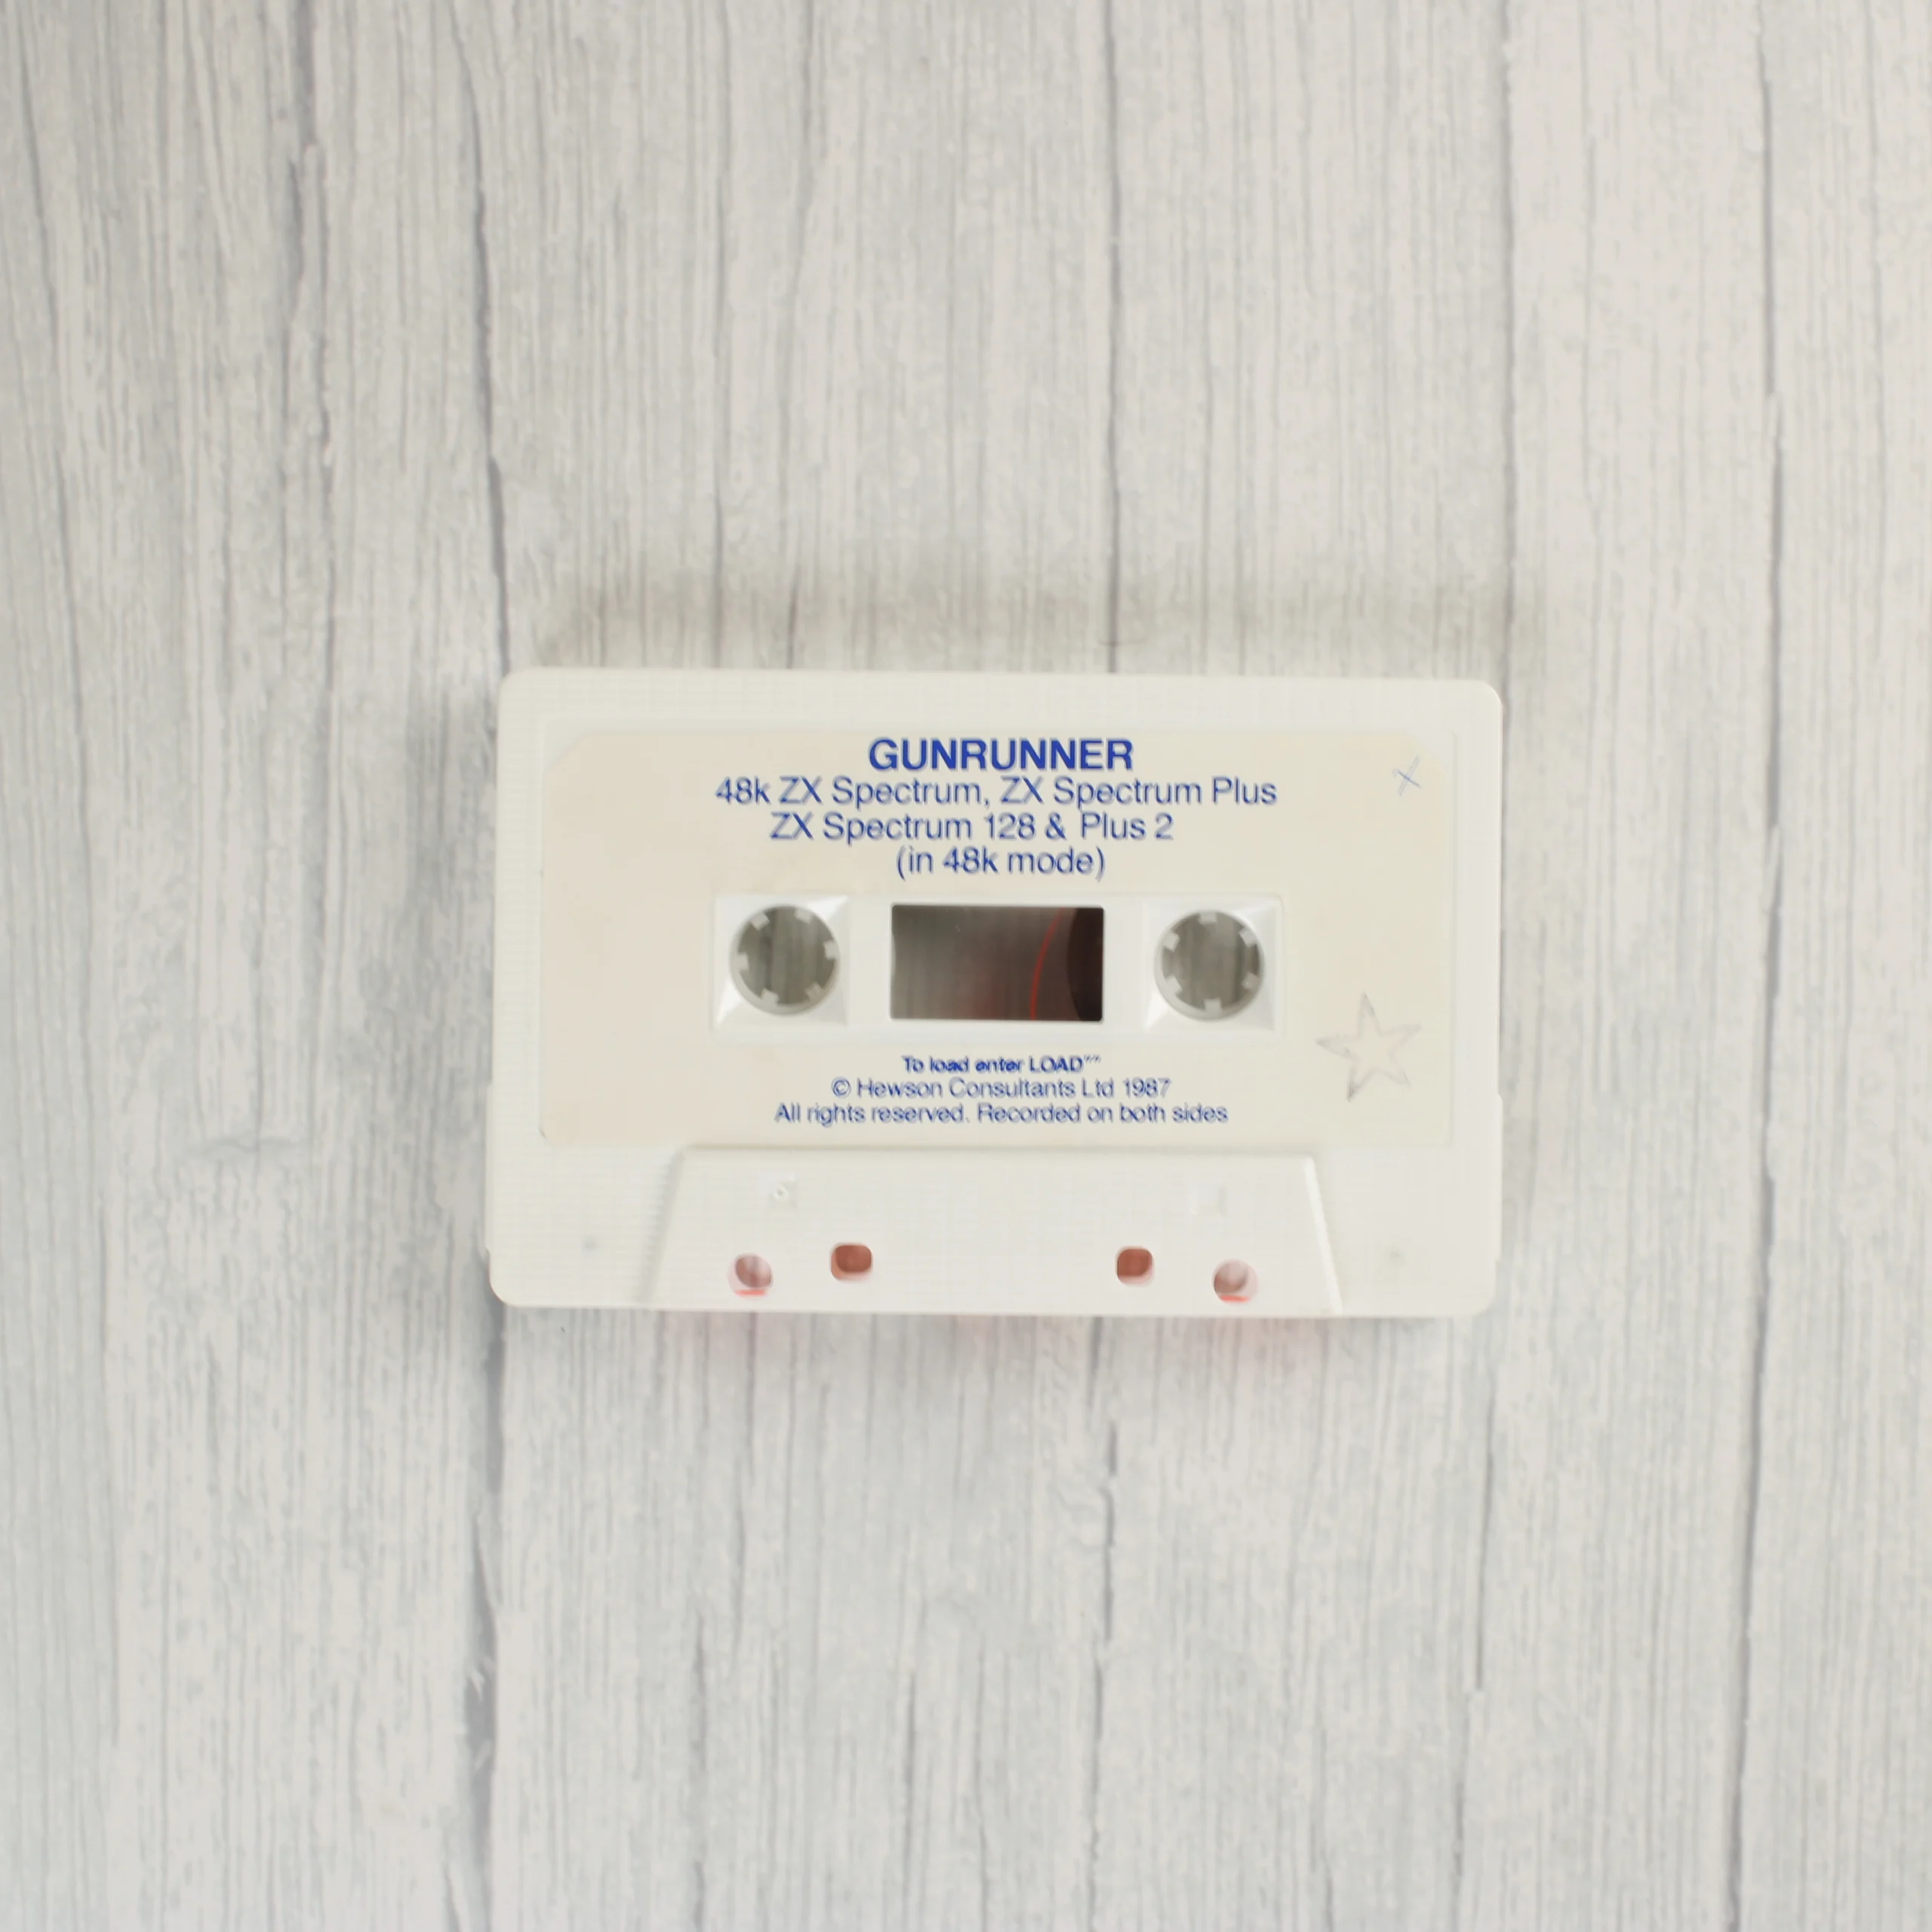 GUNRUNNER
48k ZX Spectrum, ZX Spectrum Plus
ZX Spectrum 128 & Plus 2
(in 48k mode)
To load enter LOAD""
© Hewson Consultants Ltd 1987
All rights reserved. Recorded on both sides